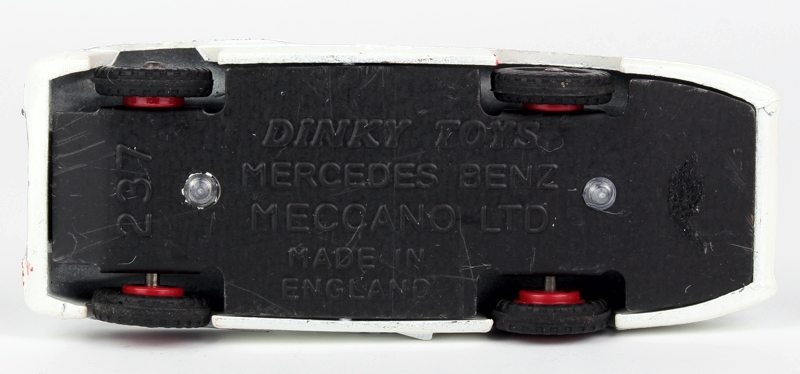 DINKY TOYS
MERCEDES BENZ
MECCANO LTD
MADE IN
ENGLAND
237